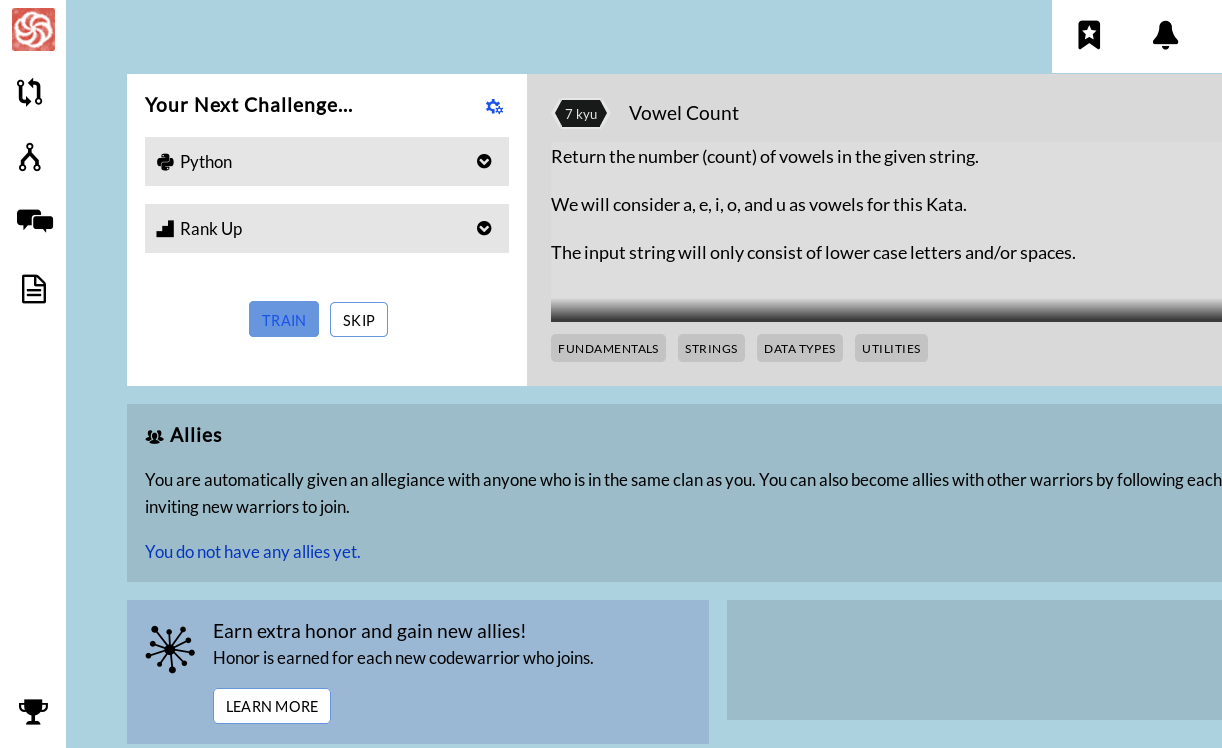 Your Next Challenge...
Python
Rank Up
TRAIN
SKIP
7 kyu
Vowel Count
Return the number (count) of vowels in the given string.
We will consider a, e, i, o, and u as vowels for this Kata.
The input string will only consist of lower case letters and/or spaces.
FUNDAMENTALS
STRINGS
DATA TYPES
UTILITIES
Allies
You are automatically given an allegiance with anyone who is in the same clan as you. You can also become allies with other warriors by following each
inviting new warriors to join.
You do not have any allies yet.
Earn extra honor and gain new allies!
Honor is earned for each new codewarrior who joins.
LEARN MORE